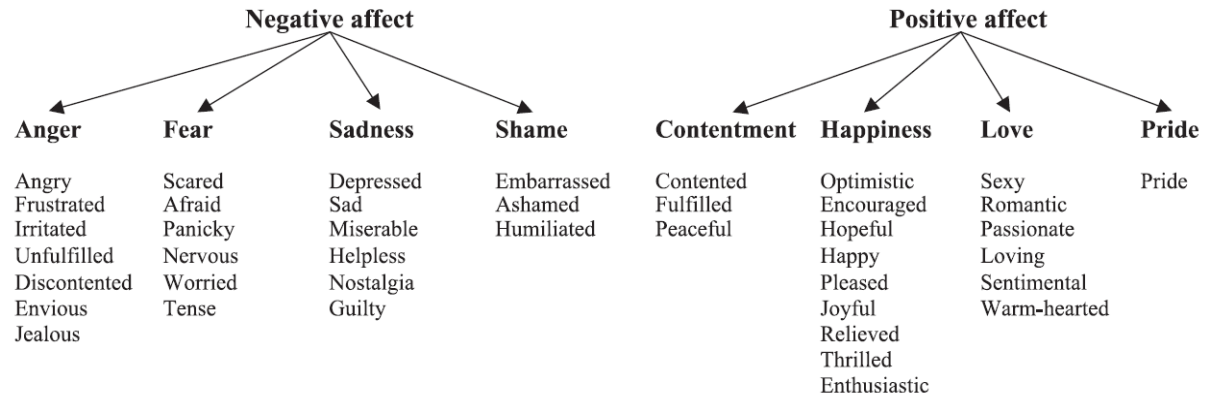 Negative affect
Positive affect
Anger
Fear
Sadness
Shame
Contentment
Happiness
Love
Pride
Angry
Frustrated
Irritated
Unfulfilled
Discontented
Envious
Jealous
Scared
Afraid
Panicky
Nervous
Worried
Tense
Depressed
Sad
Miserable
Helpless
Nostalgia
Guilty
Embarrassed
Ashamed
Humiliated
Contented
Fulfilled
Peaceful
Optimistic
Encouraged
Hopeful
Happy
Pleased
Joyful
Relieved
Thrilled
Enthusiastic
Sexy
Romantic
Passionate
Loving
Sentimental
Warm-hearted
Pride